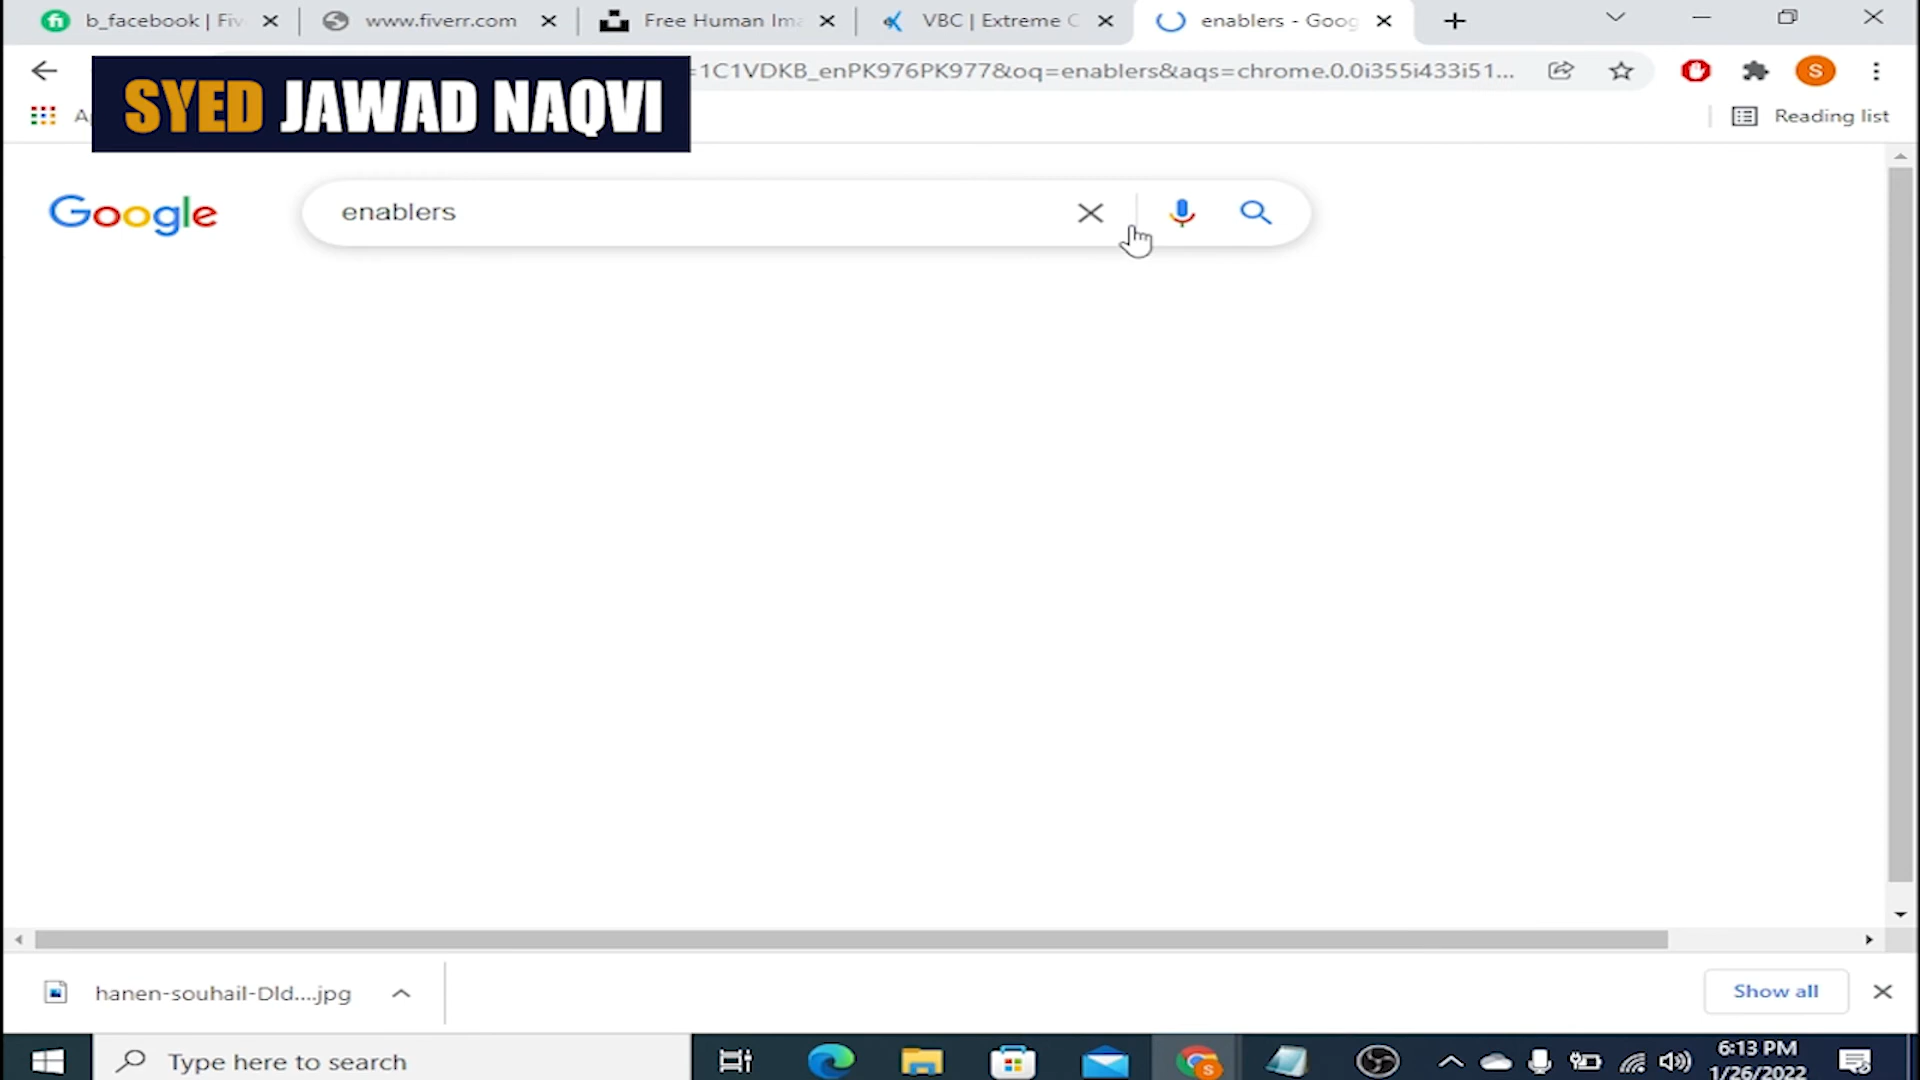 b_facebook | Fiv
www.fiverr.com
Free Human Ima
VBC | Extreme C
enablers - Goog
=1C1VDKB_enPK976PK977&oq=enablers&aqs=chrome.0.0i355i433i51...
S
SYED JAWAD NAQVI
Ap
Reading list
Google
enablers
hanen-souhail-Dld....jpg
Show all
Type here to search
S
6:13 PM
1/26/2022